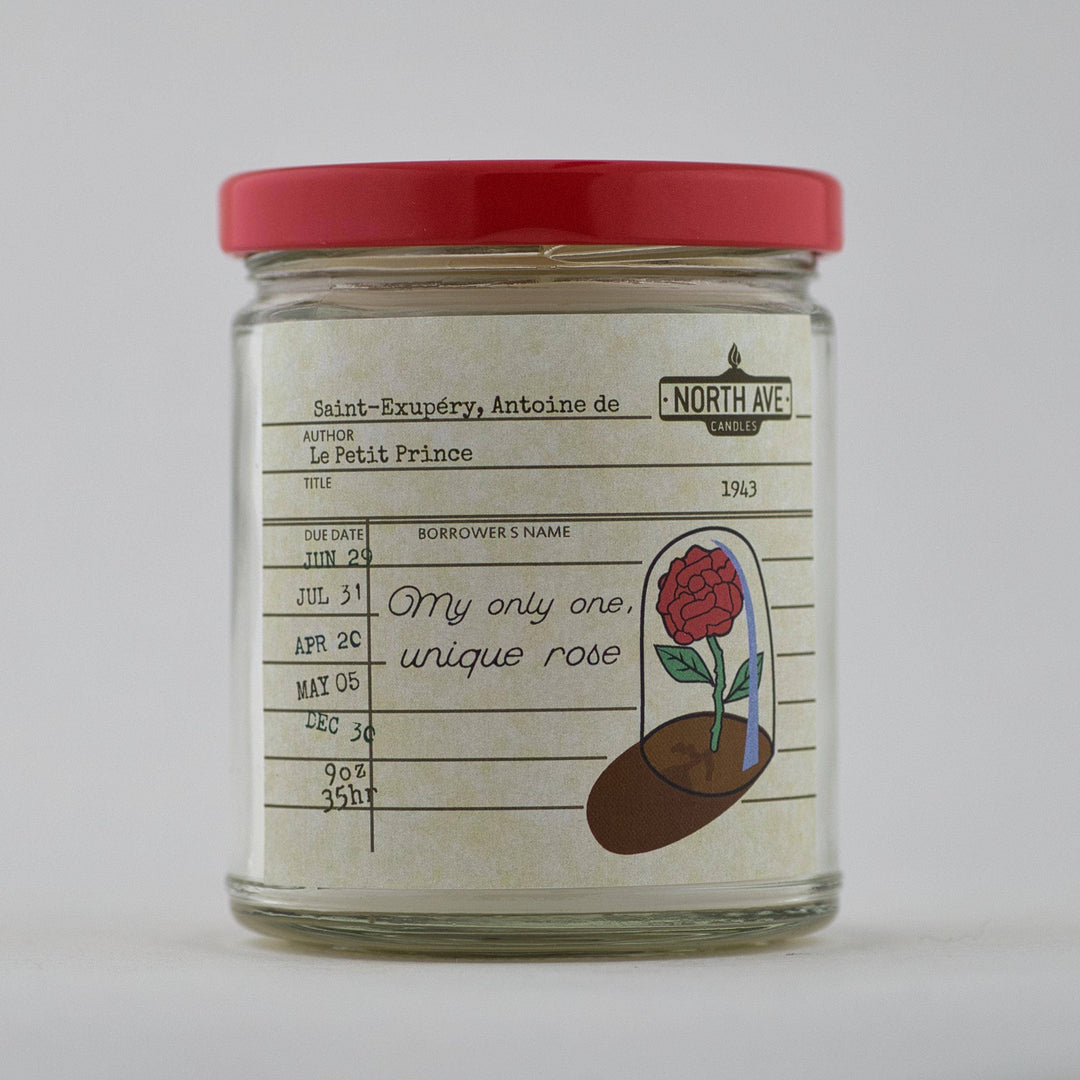 Saint-Exupéry, Antoine de
NORTH AVE
CANDLES
AUTHOR
Le Petit Prince
TITLE
1943
DUE DATE
BORROWER S NAME
JUN 29
JUL 31
My only one,
APR 20
unique rose
MAY 05
DEC 30
9oz
35hr